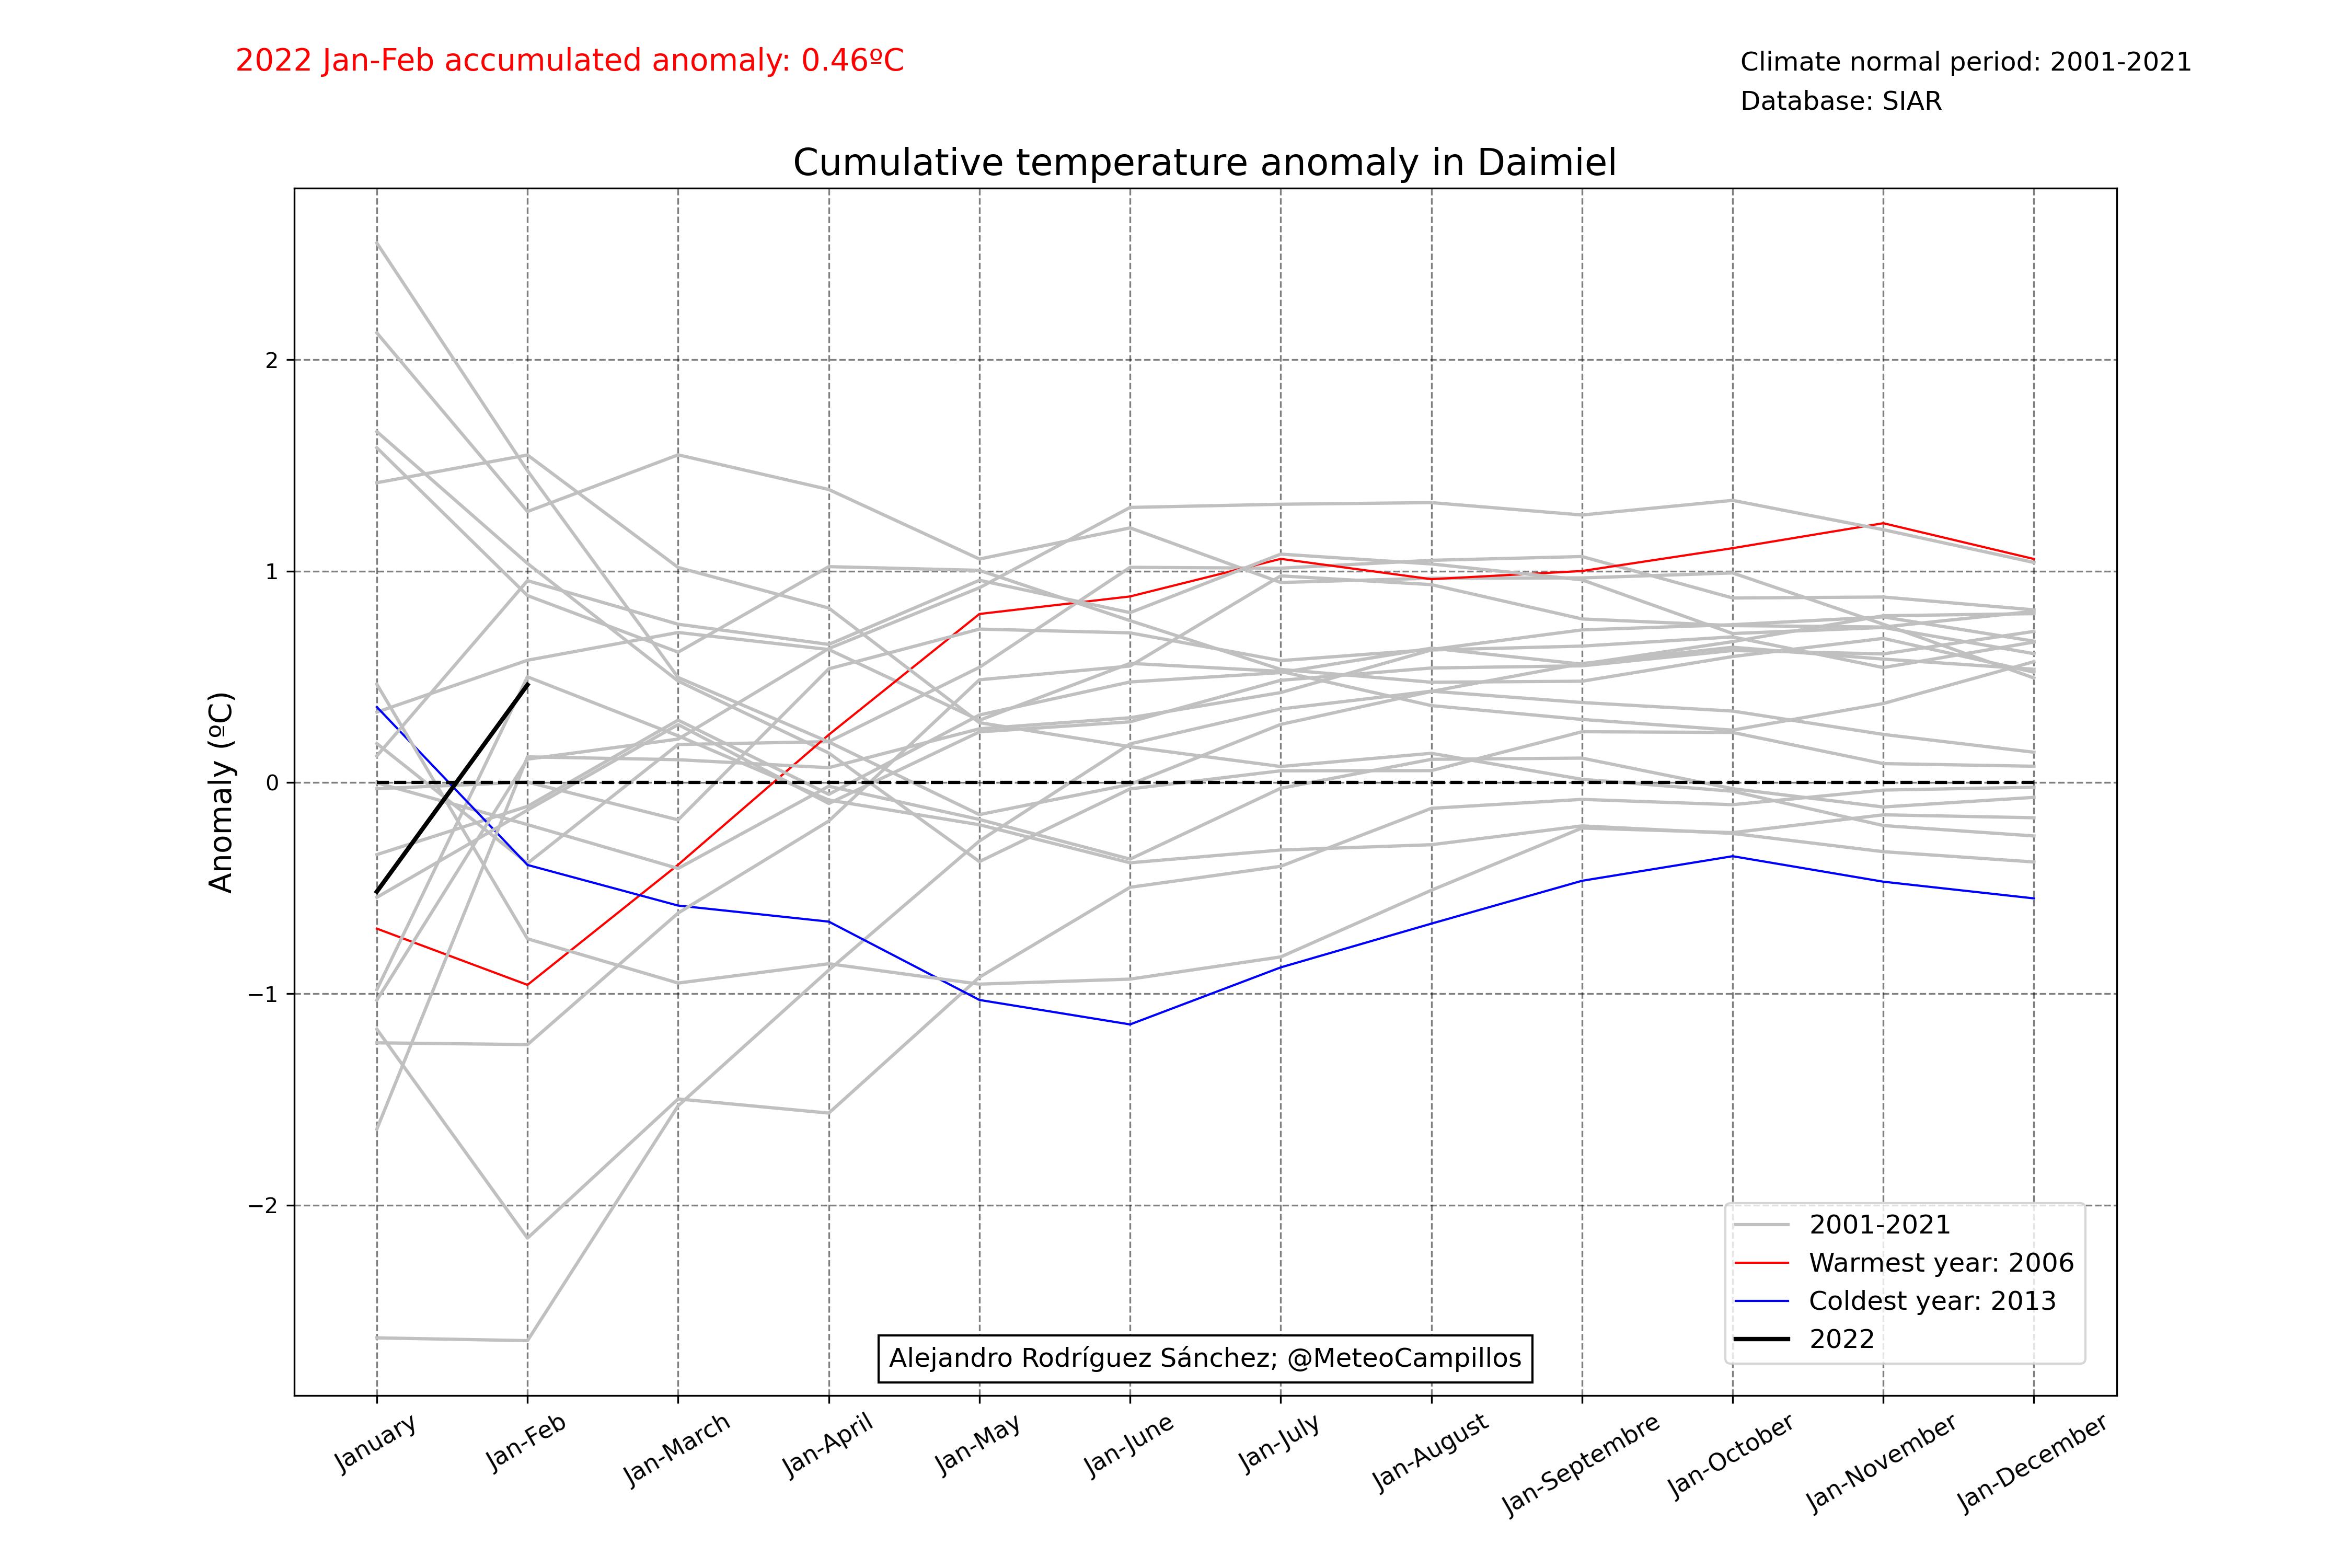 2022 Jan-Feb accumulated anomaly: 0.46ºC
Climate normal period: 2001-2021
Database: SIAR
Cumulative temperature anomaly in Daimiel
Anomaly (ºC)
2
1
0
−1
−2
2001-2021
Warmest year: 2006
Coldest year: 2013
2022
Alejandro Rodríguez Sánchez; @MeteoCampillos
January
Jan-Feb
Jan-March
Jan-April
Jan-May
Jan-June
Jan-July
Jan-August
Jan-Septembre
Jan-October
Jan-November
Jan-December